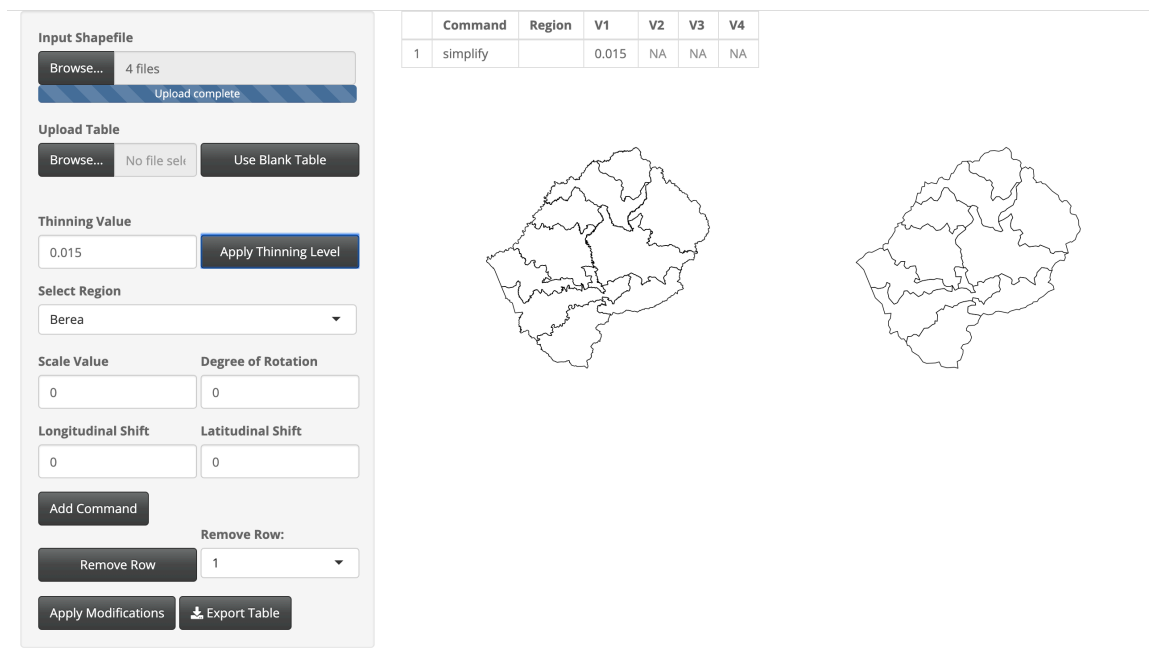 Input Shapefile
Browse... 4 files
Upload complete
Upload Table
Browse... No file sele Use Blank Table
Thinning Value
0.015 Apply Thinning Level
Select Region
Berea
Scale Value Degree of Rotation
0 0
Longitudinal Shift Latitudinal Shift
0 0
Add Command
Remove Row:
Remove Row 1
Apply Modifications Export Table
Command Region V1 V2 V3 V4
1 simplify 0.015 NA NA NA